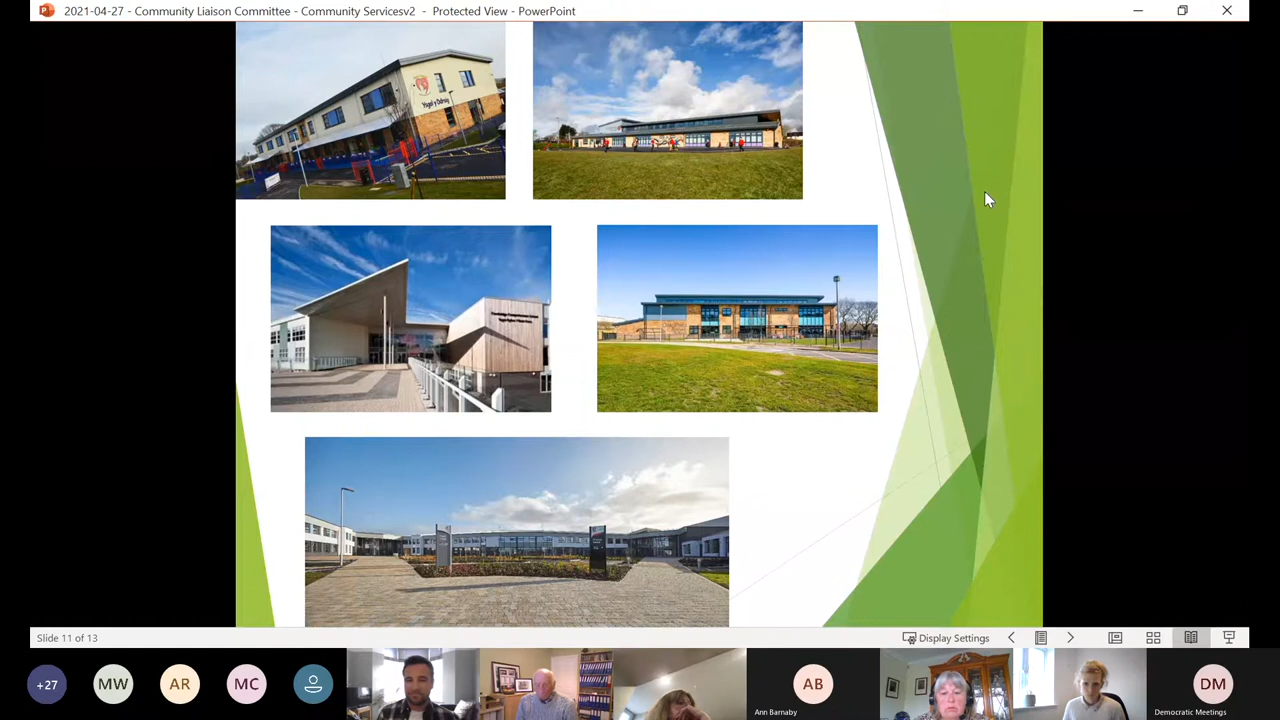 2021-04-27 - Community Liaison Committee - Community Servicesv2 - Protected View - PowerPoint
Ysgol y Ddraig
Slide 11 of 13
Display Settings
+27
MW
AR
MC
AB
Ann Barnaby
DM
Democratic Meetings